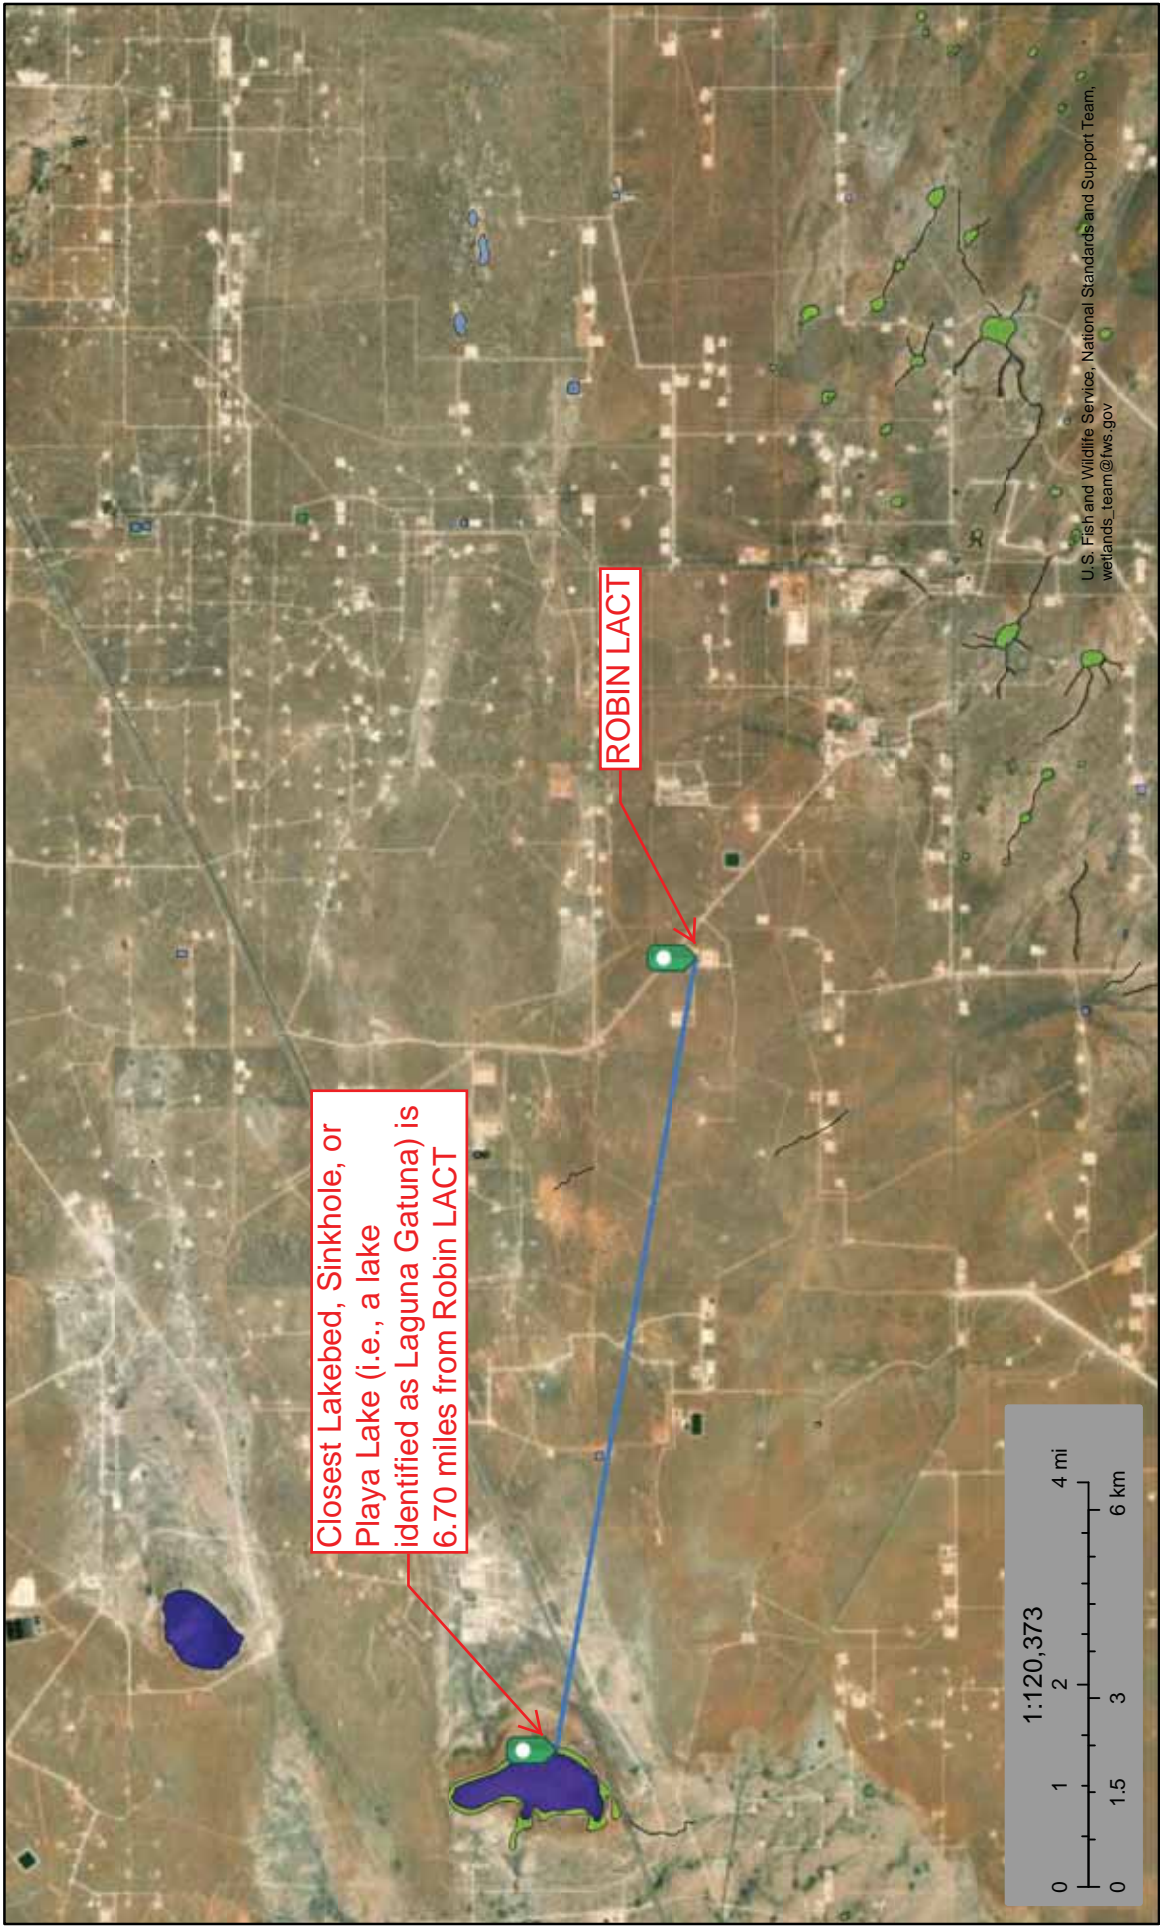 Closest Lakebed, Sinkhole, or
Playa Lake (i.e., a lake
identified as Laguna Gatuna) is
6.70 miles from Robin LACT
ROBIN LACT
1:120,373
0 1 2 4 mi
0 1.5 3 6 km
U.S. Fish and Wildlife Service, National Standards and Support Team,
wetlands_team@fws.gov